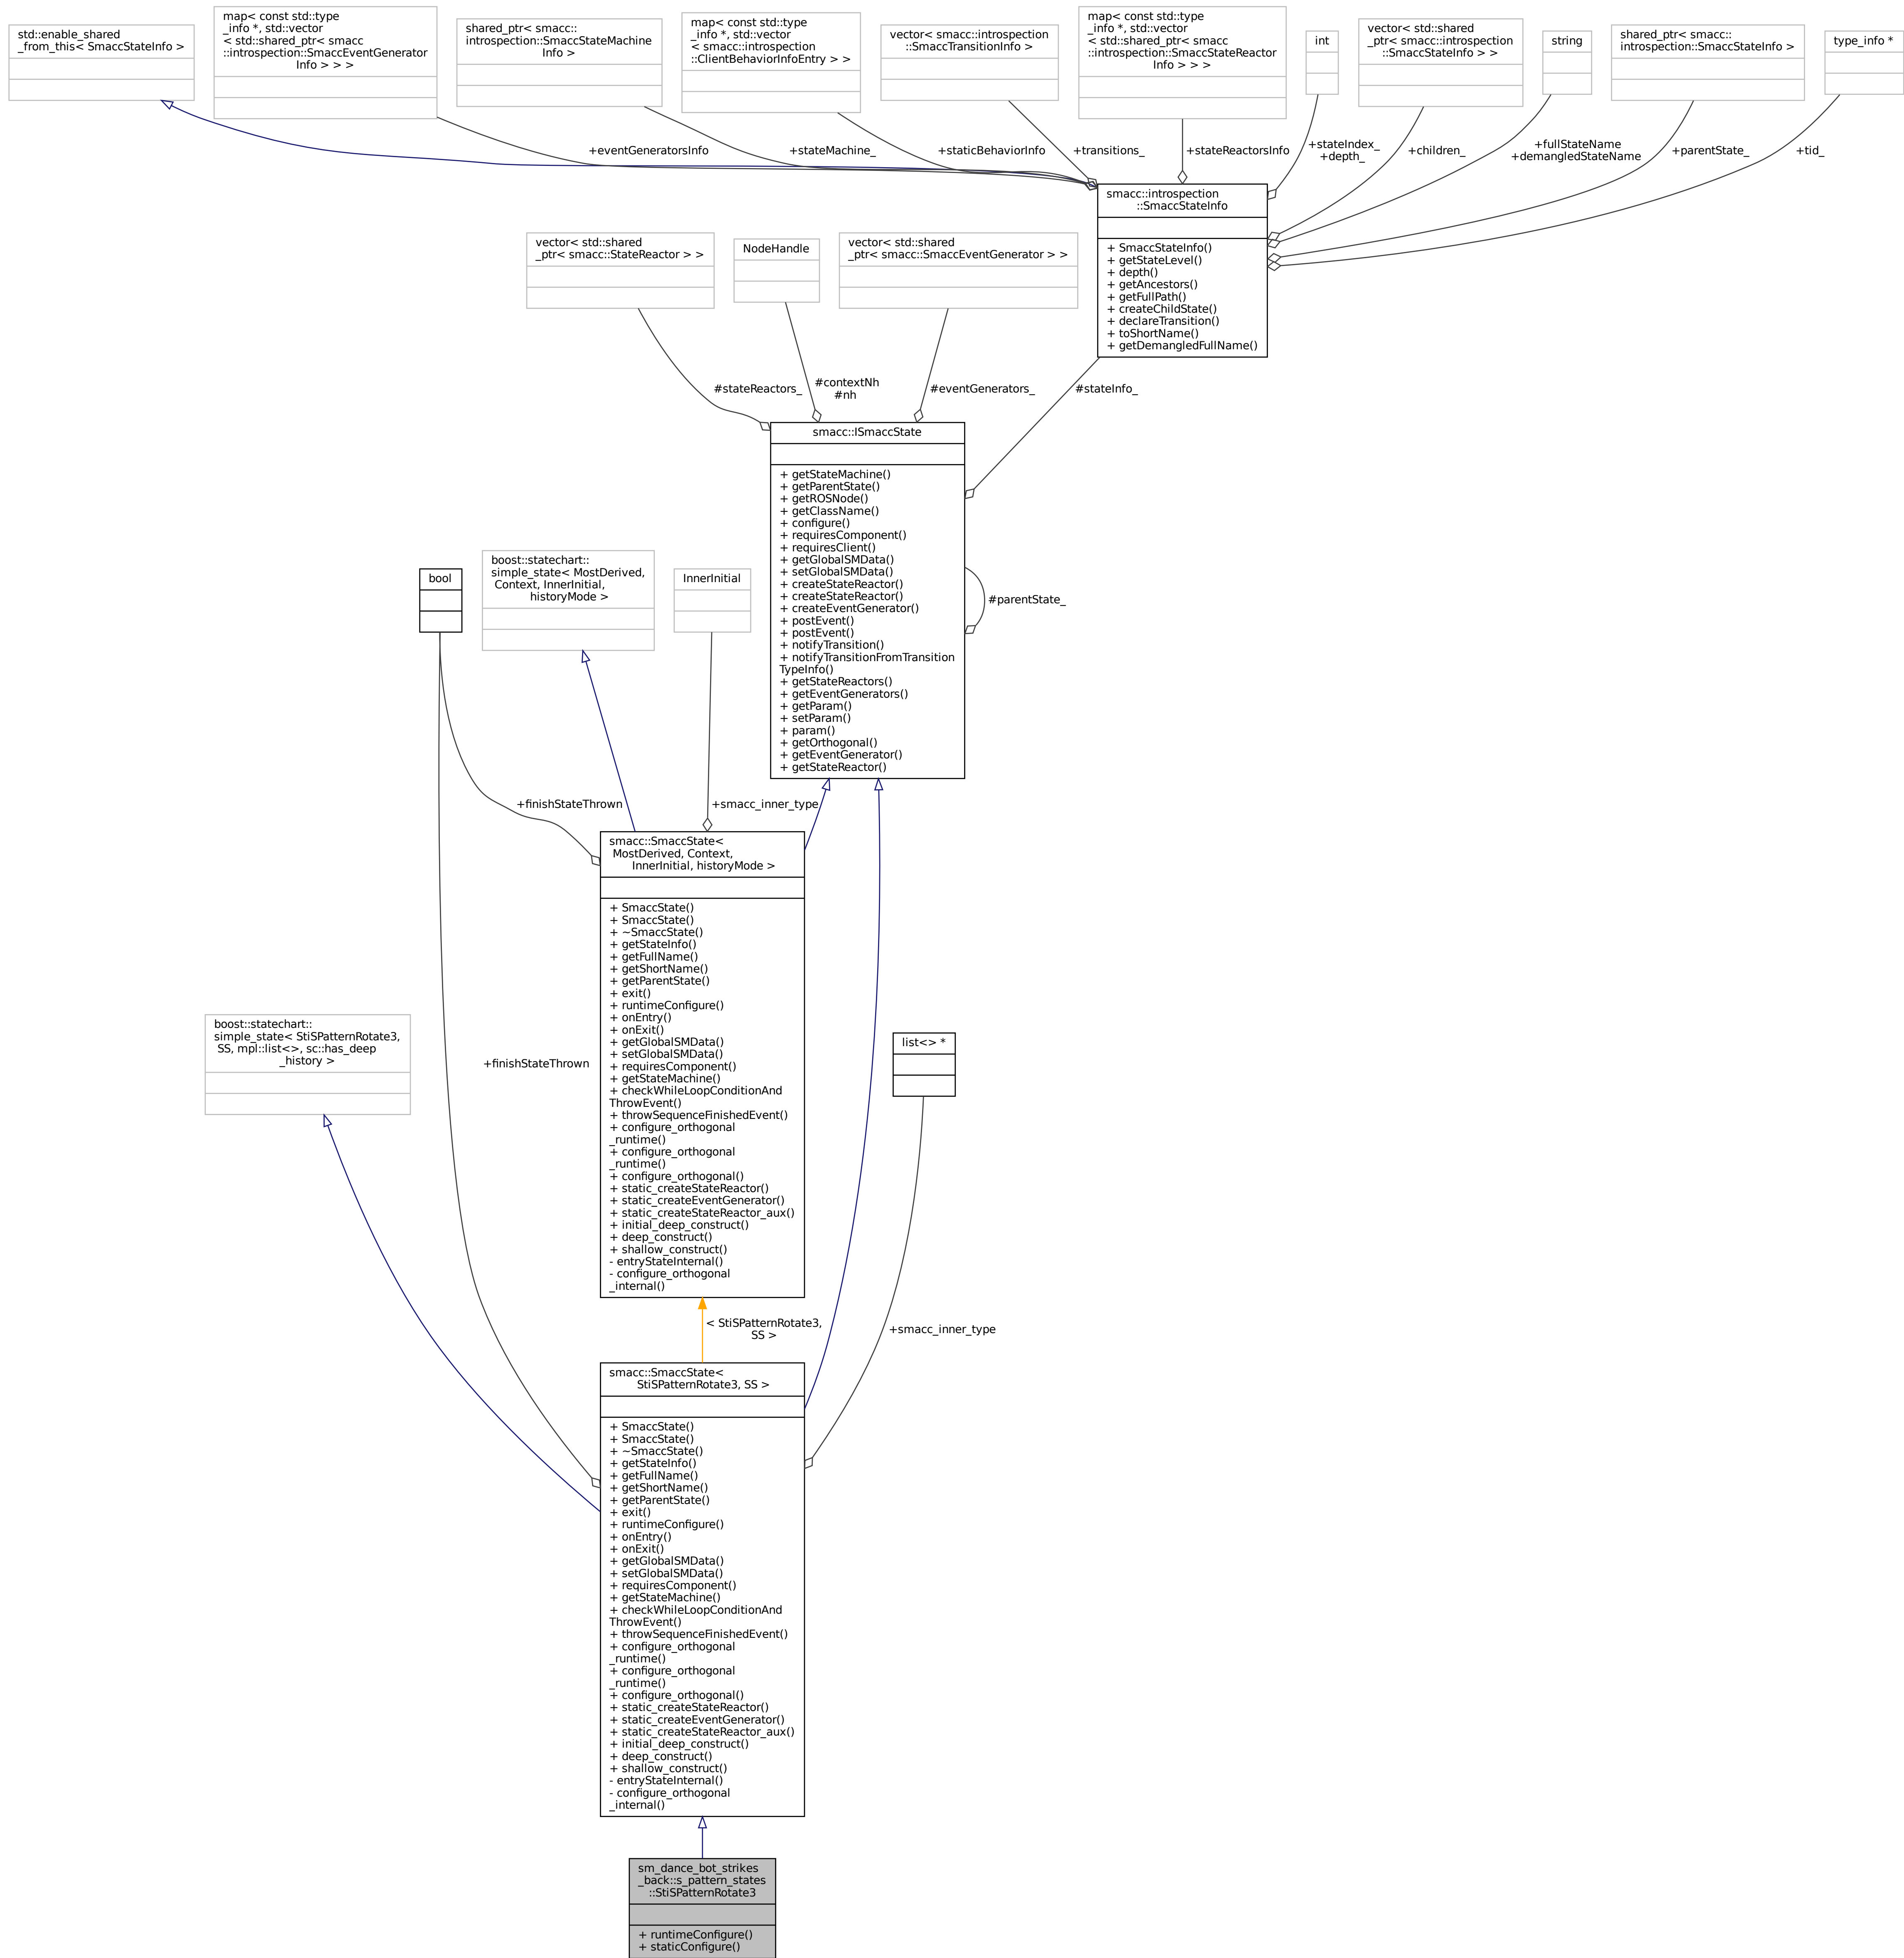 std::enable_shared
_from_this< SmaccStateInfo >
map< const std::type
_info *, std::vector
< std::shared_ptr< smacc
::introspection::SmaccEventGenerator
Info > > >
shared_ptr< smacc::
introspection::SmaccStateMachine
Info >
map< const std::type
_info *, std::vector
< smacc::introspection
::ClientBehaviorInfoEntry > >
vector< smacc::introspection
::SmaccTransitionInfo >
map< const std::type
_info *, std::vector
< std::shared_ptr< smacc
::introspection::SmaccStateReactor
Info > > >
int
vector< std::shared
_ptr< smacc::introspection
::SmaccStateInfo > >
string
shared_ptr< smacc::
introspection::SmaccStateInfo >
type_info *
+eventGeneratorsInfo
+stateMachine_
+staticBehaviorInfo
+transitions_
+stateReactorsInfo
+stateIndex_
+depth_
+children_
+fullStateName
+demangledStateName
+parentState_
+tid_
smacc::introspection
::SmaccStateInfo
+ SmaccStateInfo()
+ getStateLevel()
+ depth()
+ getAncestors()
+ getFullPath()
+ createChildState()
+ declareTransition()
+ toShortName()
+ getDemangledFullName()
vector< std::shared
_ptr< smacc::StateReactor > >
NodeHandle
vector< std::shared
_ptr< smacc::SmaccEventGenerator > >
#stateReactors_
#contextNh
#nh
#eventGenerators_
#stateInfo_
smacc::ISmaccState
+ getStateMachine()
+ getParentState()
+ getROSNode()
+ getClassName()
+ configure()
+ requiresComponent()
+ requiresClient()
+ getGlobalSMData()
+ setGlobalSMData()
+ createStateReactor()
+ createStateReactor()
+ createEventGenerator()
+ postEvent()
+ postEvent()
+ notifyTransition()
+ notifyTransitionFromTransition
TypeInfo()
+ getStateReactors()
+ getEventGenerators()
+ getParam()
+ setParam()
+ param()
+ getOrthogonal()
+ getEventGenerator()
+ getStateReactor()
#parentState_
bool
boost::statechart::
simple_state< MostDerived,
Context, InnerInitial,
historyMode >
InnerInitial
+finishStateThrown
+smacc_inner_type
smacc::SmaccState<
MostDerived, Context,
InnerInitial, historyMode >
+ SmaccState()
+ SmaccState()
+ ~SmaccState()
+ getStateInfo()
+ getFullName()
+ getShortName()
+ getParentState()
+ exit()
+ runtimeConfigure()
+ onEntry()
+ onExit()
+ getGlobalSMData()
+ setGlobalSMData()
+ requiresComponent()
+ getStateMachine()
+ checkWhileLoopConditionAnd
ThrowEvent()
+ throwSequenceFinishedEvent()
+ configure_orthogonal
_runtime()
+ configure_orthogonal
_runtime()
+ configure_orthogonal()
+ static_createStateReactor()
+ static_createEventGenerator()
+ static_createStateReactor_aux()
+ initial_deep_construct()
+ deep_construct()
+ shallow_construct()
- entryStateInternal()
- configure_orthogonal
_internal()
boost::statechart::
simple_state< StiSPatternRotate3,
SS, mpl::list<>, sc::has_deep
_history >
+finishStateThrown
list<> *
< StiSPatternRotate3,
SS >
+smacc_inner_type
smacc::SmaccState<
StiSPatternRotate3, SS >
+ SmaccState()
+ SmaccState()
+ ~SmaccState()
+ getStateInfo()
+ getFullName()
+ getShortName()
+ getParentState()
+ exit()
+ runtimeConfigure()
+ onEntry()
+ onExit()
+ getGlobalSMData()
+ setGlobalSMData()
+ requiresComponent()
+ getStateMachine()
+ checkWhileLoopConditionAnd
ThrowEvent()
+ throwSequenceFinishedEvent()
+ configure_orthogonal
_runtime()
+ configure_orthogonal
_runtime()
+ configure_orthogonal()
+ static_createStateReactor()
+ static_createEventGenerator()
+ static_createStateReactor_aux()
+ initial_deep_construct()
+ deep_construct()
+ shallow_construct()
- entryStateInternal()
- configure_orthogonal
_internal()
sm_dance_bot_strikes
_back::s_pattern_states
::StiSPatternRotate3
+ runtimeConfigure()
+ staticConfigure()